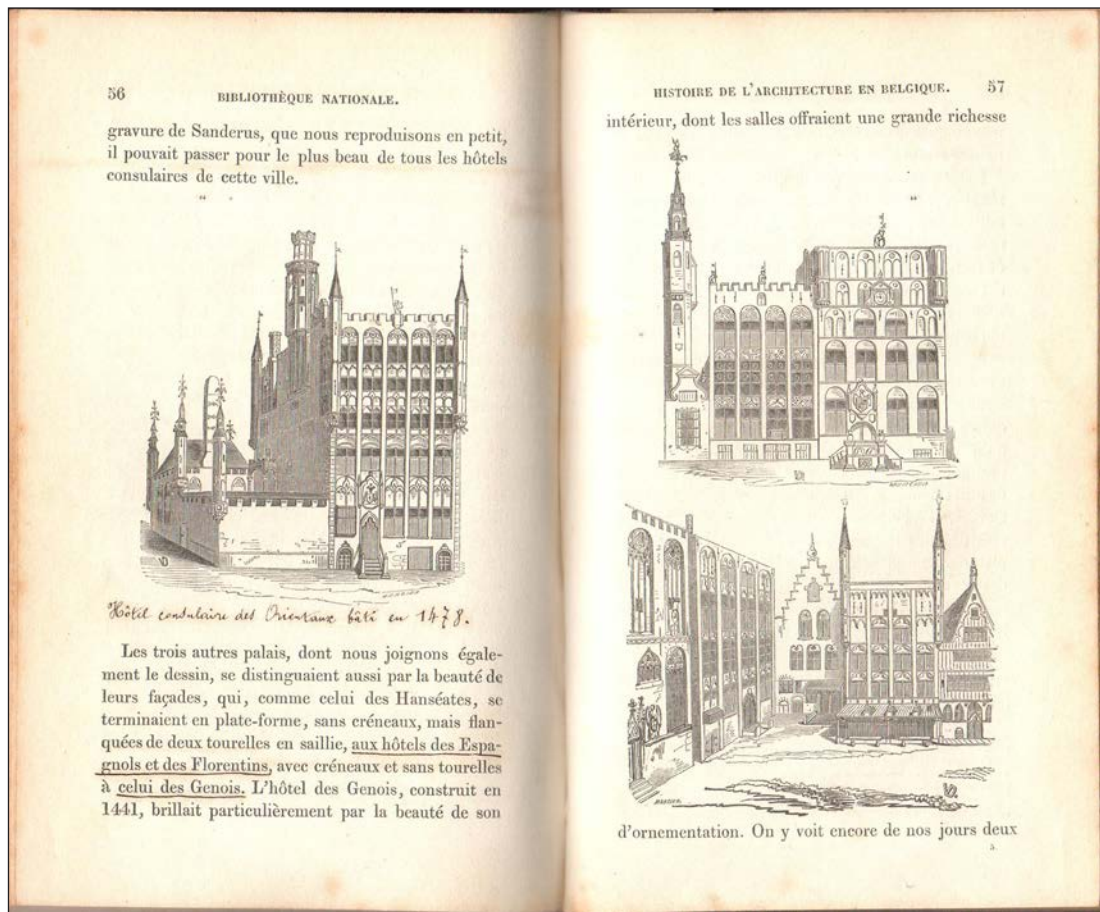 56
BIBLIOTHÈQUE NATIONALE.
gravure de Sanderus, que nous reproduisons en petit,
il pouvait passer pour le plus beau de tous les hôtels
consulaires de cette ville.
Hôtel consulaire des Orientaux bâti en 1478.
Les trois autres palais, dont nous joignons égale-
ment le dessin, se distinguaient aussi par la beauté de
leurs façades, qui, comme celui des Hanséates, se
terminaient en plate-forme, sans créneaux, mais flan-
quées de deux tourelles en saillie, aux hôtels des Espa-
gnols et des Florentins, avec créneaux et sans tourelles
à celui des Genois. L'hôtel des Genois, construit en
1441, brillait particulièrement par la beauté de son
HISTOIRE DE L'ARCHITECTURE EN BELGIQUE. 57
intérieur, dont les salles offraient une grande richesse
d'ornementation. On y voit encore de nos jours deux